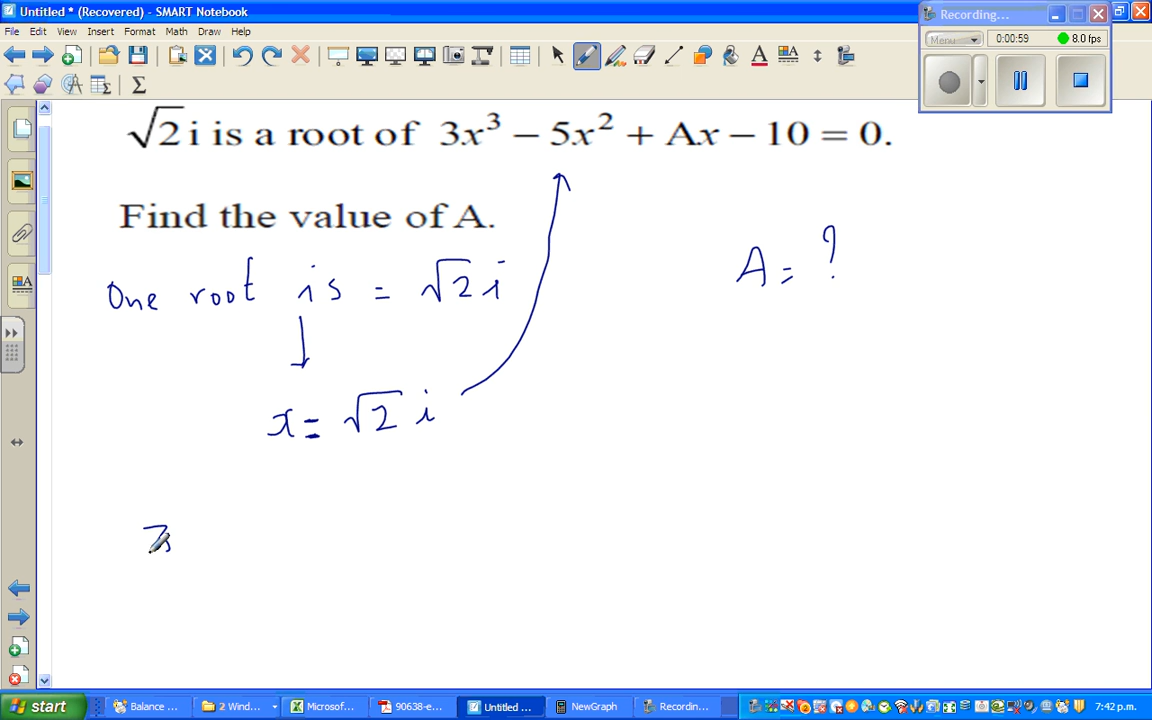 Untitled * (Recovered) - SMART Notebook
Recording...
File Edit View Insert Format Math Draw Help
Menu 0:00:59 8.0 fps
√2 i is a root of 3x³ − 5x² + Ax − 10 = 0.
Find the value of A.
A = ?
One root is = √2 i
x = √2 i
start Balance ... 2 Wind... Microsof... 90638-e... Untitled ... NewGraph Recordin... 7:42 p.m.